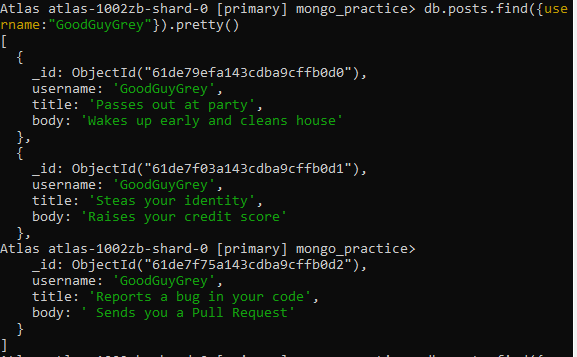 Atlas atlas-1002zb-shard-0 [primary] mongo_practice> db.posts.find({use
rname:"GoodGuyGrey"}).pretty()
[
  {
    _id: ObjectId("61de79efa143cdba9cffb0d0"),
    username: 'GoodGuyGrey',
    title: 'Passes out at party',
    body: 'Wakes up early and cleans house'
  },
  {
    _id: ObjectId("61de7f03a143cdba9cffb0d1"),
    username: 'GoodGuyGrey',
    title: 'Steas your identity',
    body: 'Raises your credit score'
  },
Atlas atlas-1002zb-shard-0 [primary] mongo_practice>
    _id: ObjectId("61de7f75a143cdba9cffb0d2"),
    username: 'GoodGuyGrey',
    title: 'Reports a bug in your code',
    body: ' Sends you a Pull Request'
  }
]